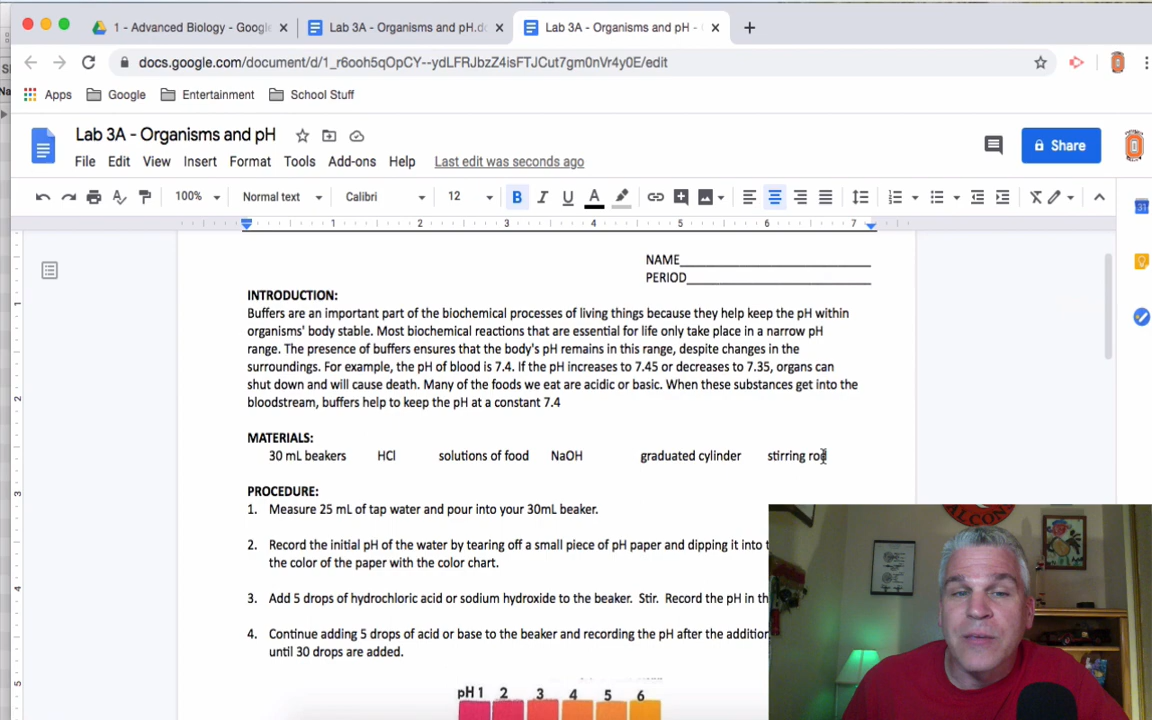 1 - Advanced Biology - Google
Lab 3A - Organisms and pH.do
Lab 3A - Organisms and pH -
docs.google.com/document/d/1_r6ooh5qOpCY--ydLFRJbzZ4isFTJCut7gm0nVr4y0E/edit
Apps Google Entertainment School Stuff
Lab 3A - Organisms and pH
File Edit View Insert Format Tools Add-ons Help Last edit was seconds ago
Share
100% Normal text Calibri 12 B I U A
1 2 3 4 5 6 7
NAME
PERIOD
INTRODUCTION:
Buffers are an important part of the biochemical processes of living things because they help keep the pH within
organisms' body stable. Most biochemical reactions that are essential for life only take place in a narrow pH
range. The presence of buffers ensures that the body's pH remains in this range, despite changes in the
surroundings. For example, the pH of blood is 7.4. If the pH increases to 7.45 or decreases to 7.35, organs can
shut down and will cause death. Many of the foods we eat are acidic or basic. When these substances get into the
bloodstream, buffers help to keep the pH at a constant 7.4
MATERIALS:
30 mL beakers HCl solutions of food NaOH graduated cylinder stirring rod
PROCEDURE:
1. Measure 25 mL of tap water and pour into your 30mL beaker.
2. Record the initial pH of the water by tearing off a small piece of pH paper and dipping it into t
the color of the paper with the color chart.
3. Add 5 drops of hydrochloric acid or sodium hydroxide to the beaker. Stir. Record the pH in th
4. Continue adding 5 drops of acid or base to the beaker and recording the pH after the addition
until 30 drops are added.
pH 1 2 3 4 5 6
FALCON